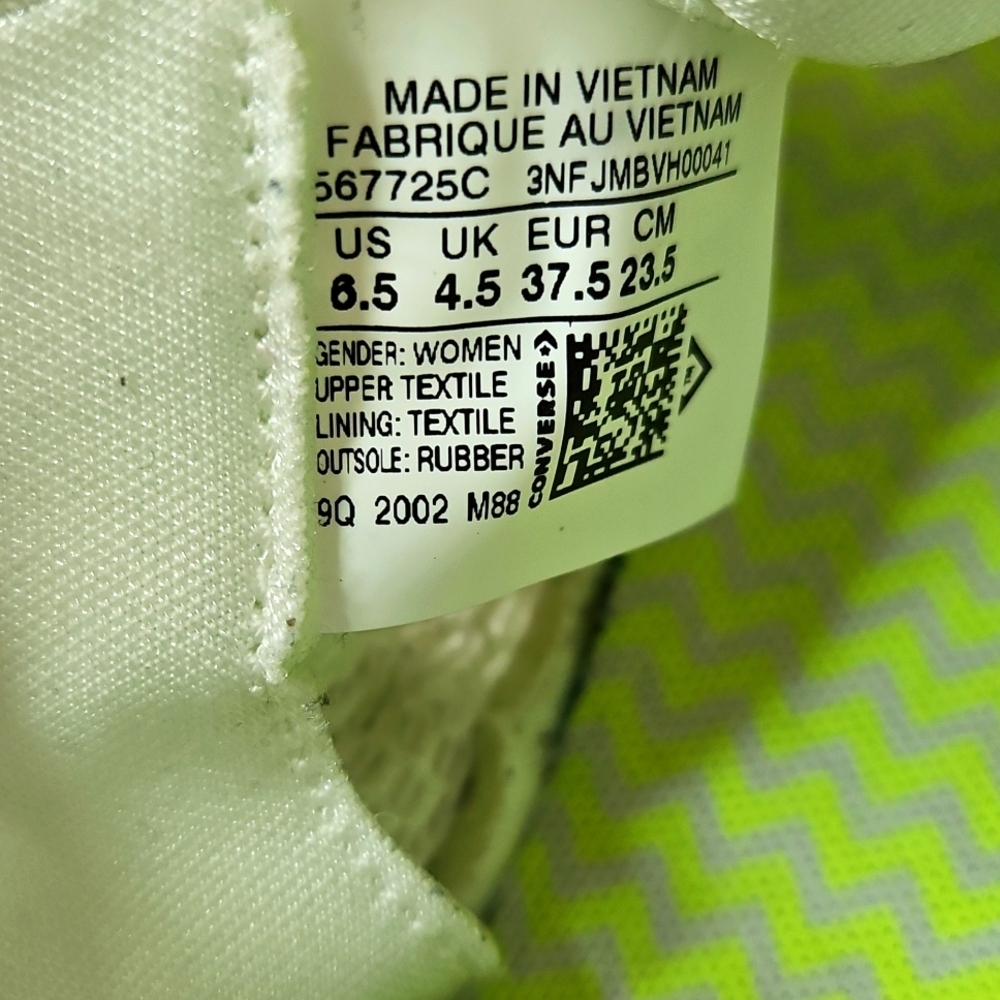 MADE IN VIETNAM
FABRIQUE AU VIETNAM
567725C 3NFJMBVH00041
US UK EUR CM
6.5 4.5 37.5 23.5
GENDER: WOMEN
UPPER TEXTILE
LINING: TEXTILE
OUTSOLE: RUBBER
9Q 2002 M88
CONVERSE
TM